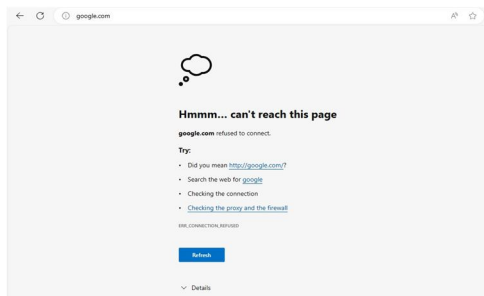 google.com
Hmmm... can't reach this page
google.com refused to connect.
Try:
• Did you mean http://google.com/?
• Search the web for google
• Checking the connection
• Checking the proxy and the firewall
ERR_CONNECTION_REFUSED
Refresh
Details